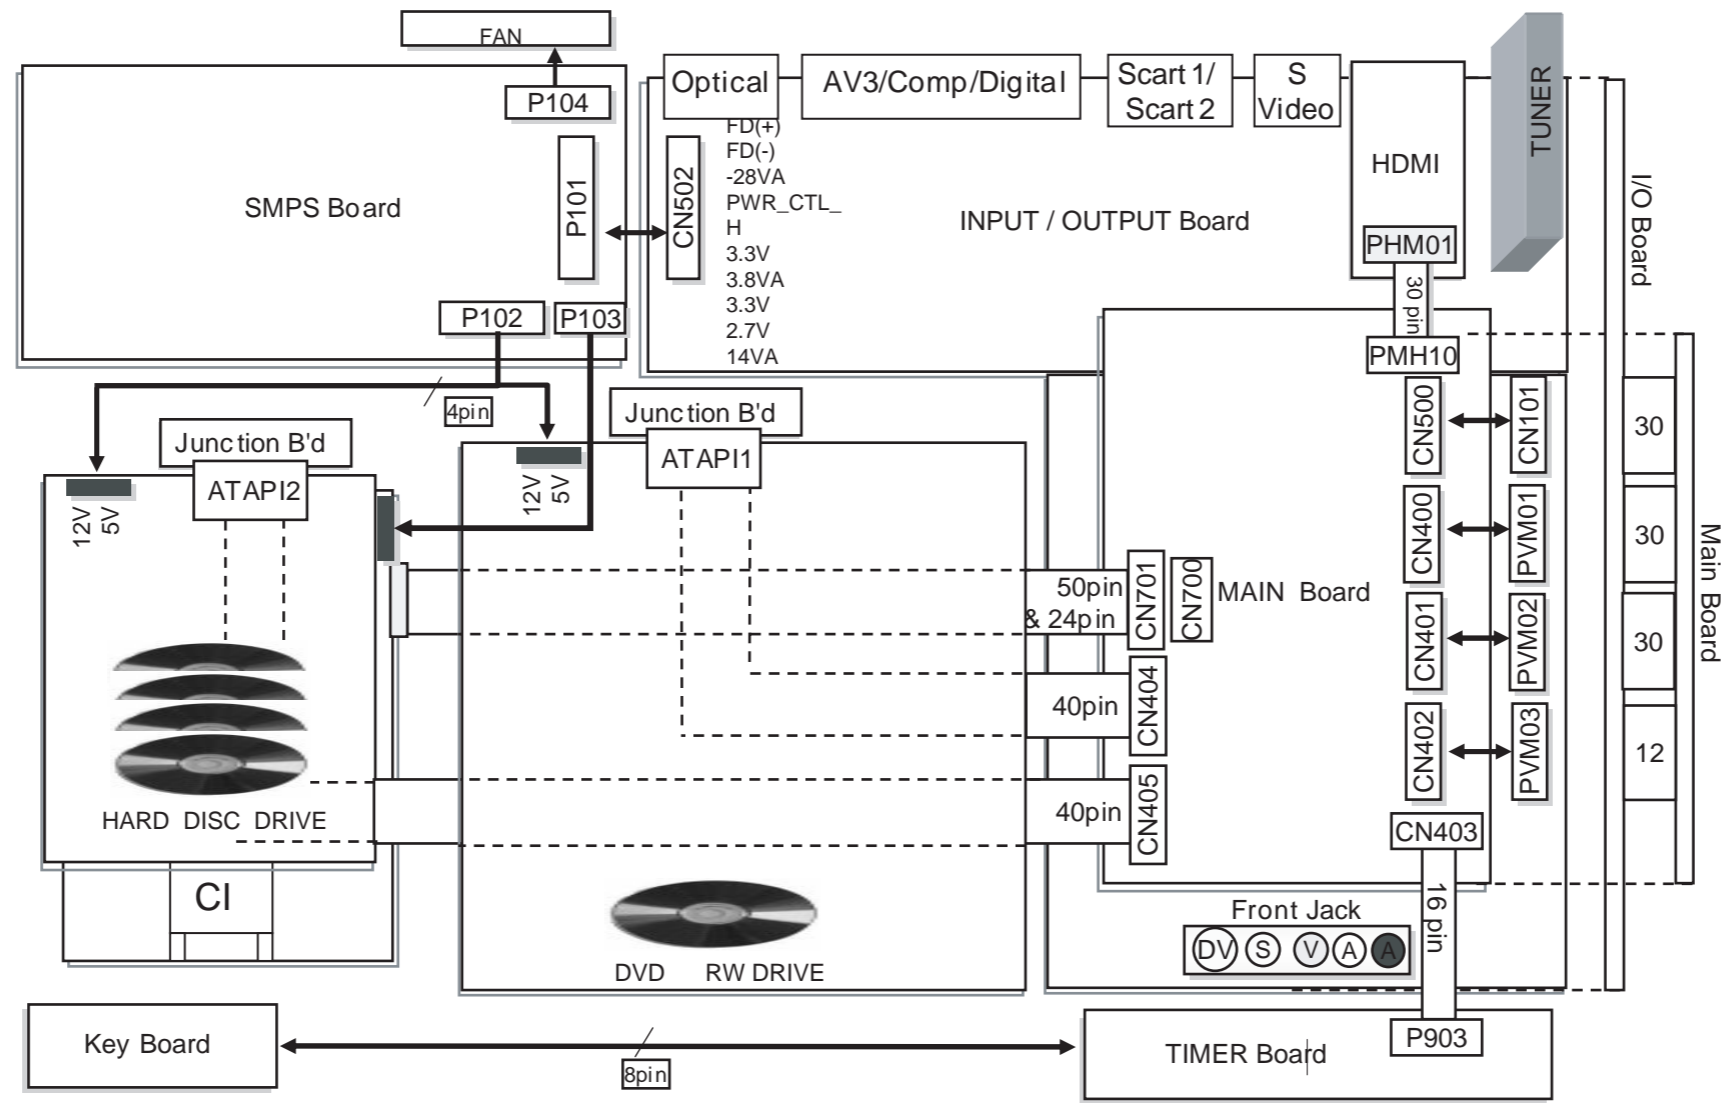 FAN
P104
SMPS Board
P101
P102
P103
CN502
Optical
AV3/Comp/Digital
Scart 1/
Scart 2
S
Video
HDMI
TUNER
FD(+)
FD(-)
-28VA
PWR_CTL_
H
3.3V
3.8VA
3.3V
2.7V
14VA
INPUT / OUTPUT Board
PHM01
30 pin
PMH10
I/O Board
4pin
Junction B'd
ATAPI2
12V
5V
Junction B'd
ATAPI1
12V
5V
CN500
CN101
30
CN400
PVM01
30
CN401
PVM02
30
CN402
PVM03
12
Main Board
50pin
& 24pin
CN701
CN700
MAIN Board
40pin
CN404
40pin
CN405
CN403
16 pin
HARD DISC DRIVE
CI
DVD RW DRIVE
Front Jack
DV S V A A
Key Board
8pin
TIMER Board
P903